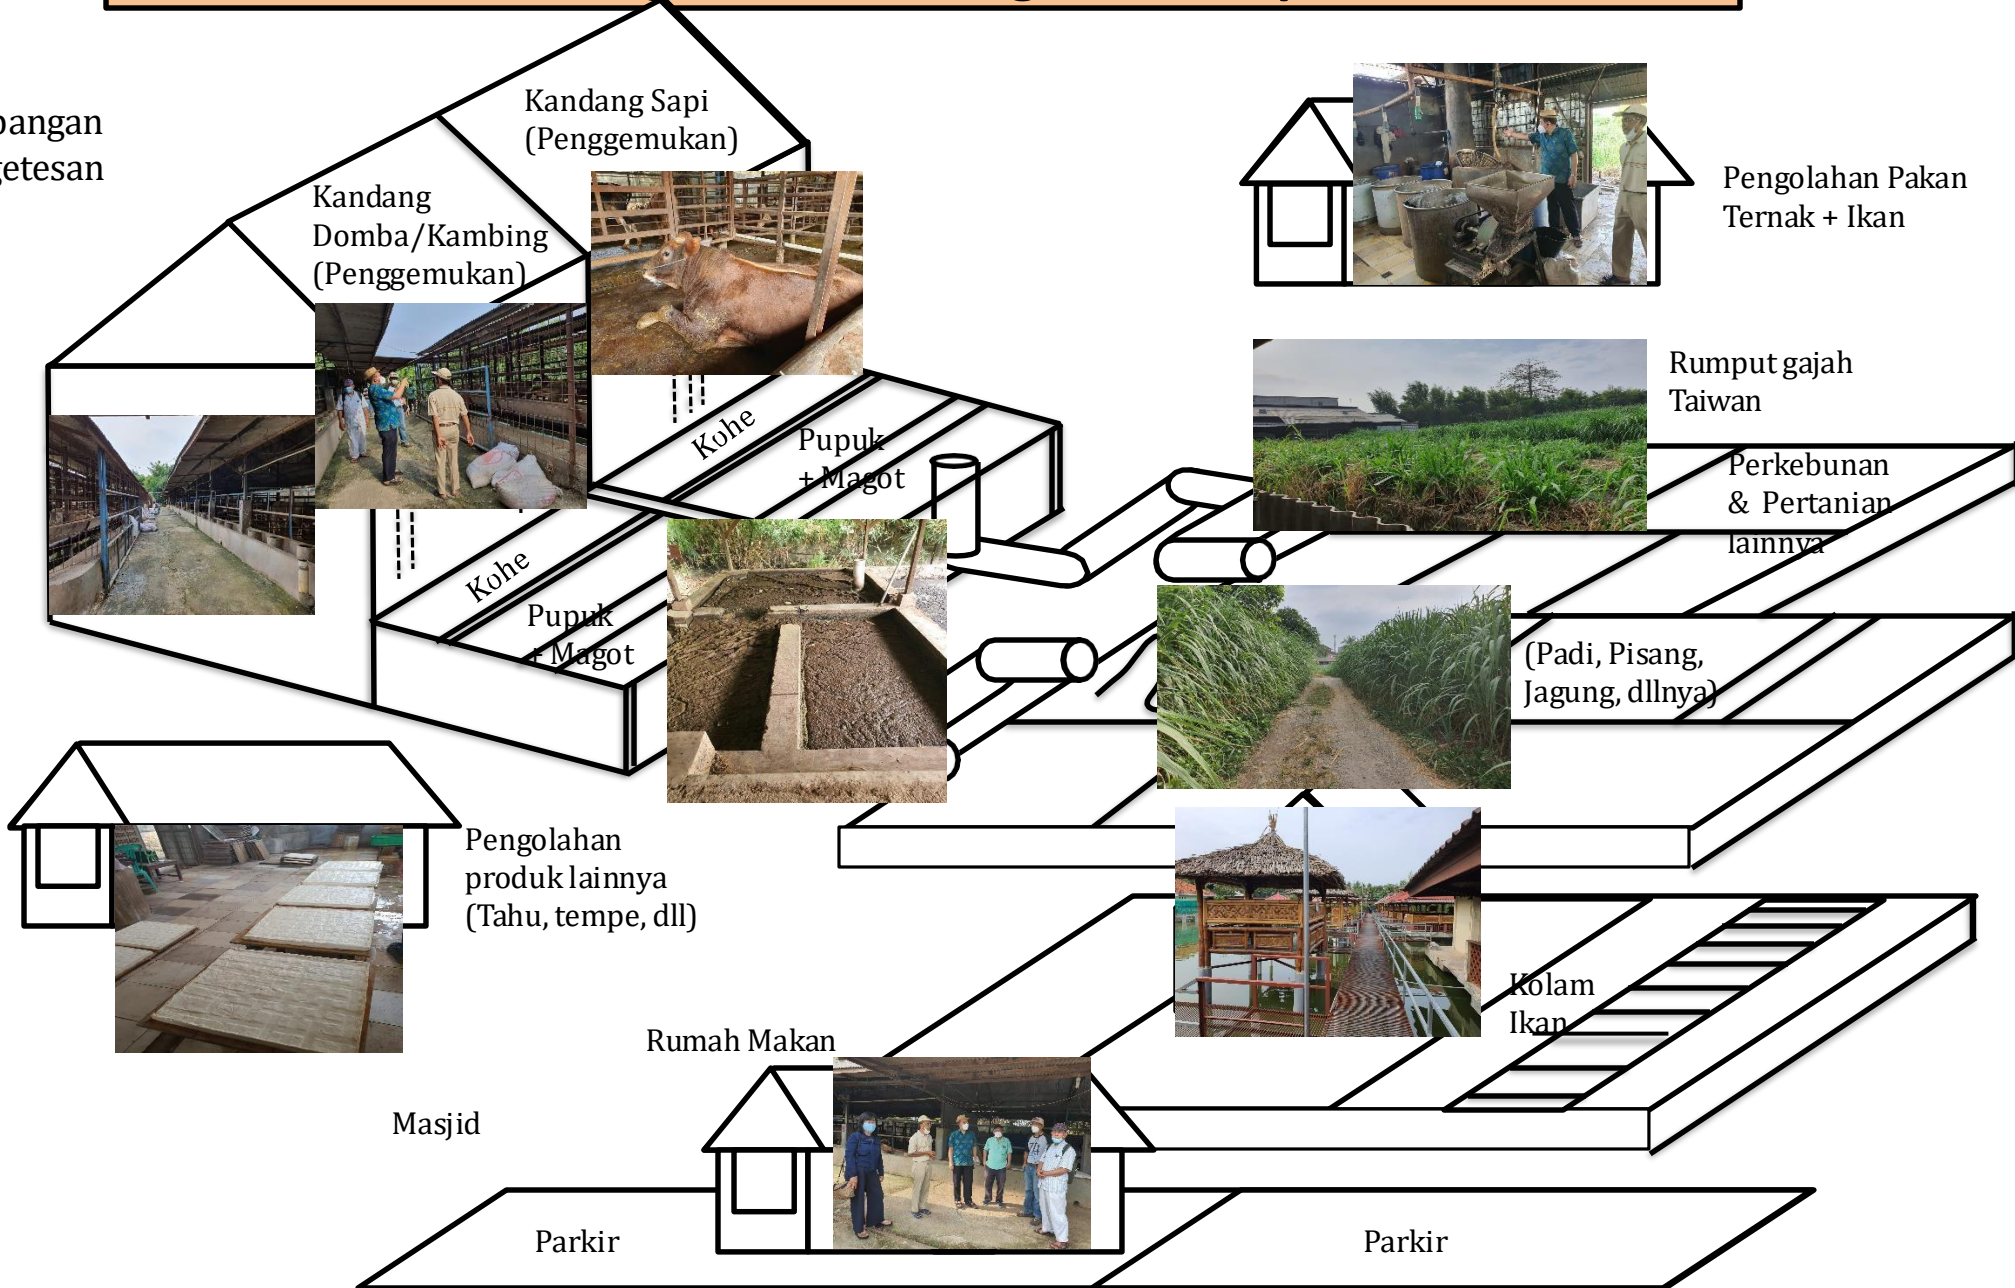 Kandang Sapi
(Penggemukan)
Kandang
Domba/Kambing
(Penggemukan)
Pengolahan Pakan
Ternak + Ikan
Rumput gajah
Taiwan
Kohe
Pupuk
+ Magot
Perkebunan
& Pertanian
lainnya
Kohe
Pupuk
+ Magot
(Padi, Pisang,
Jagung, dllnya)
Pengolahan
produk lainnya
(Tahu, tempe, dll)
Kolam
Ikan
Rumah Makan
Masjid
Parkir
Parkir